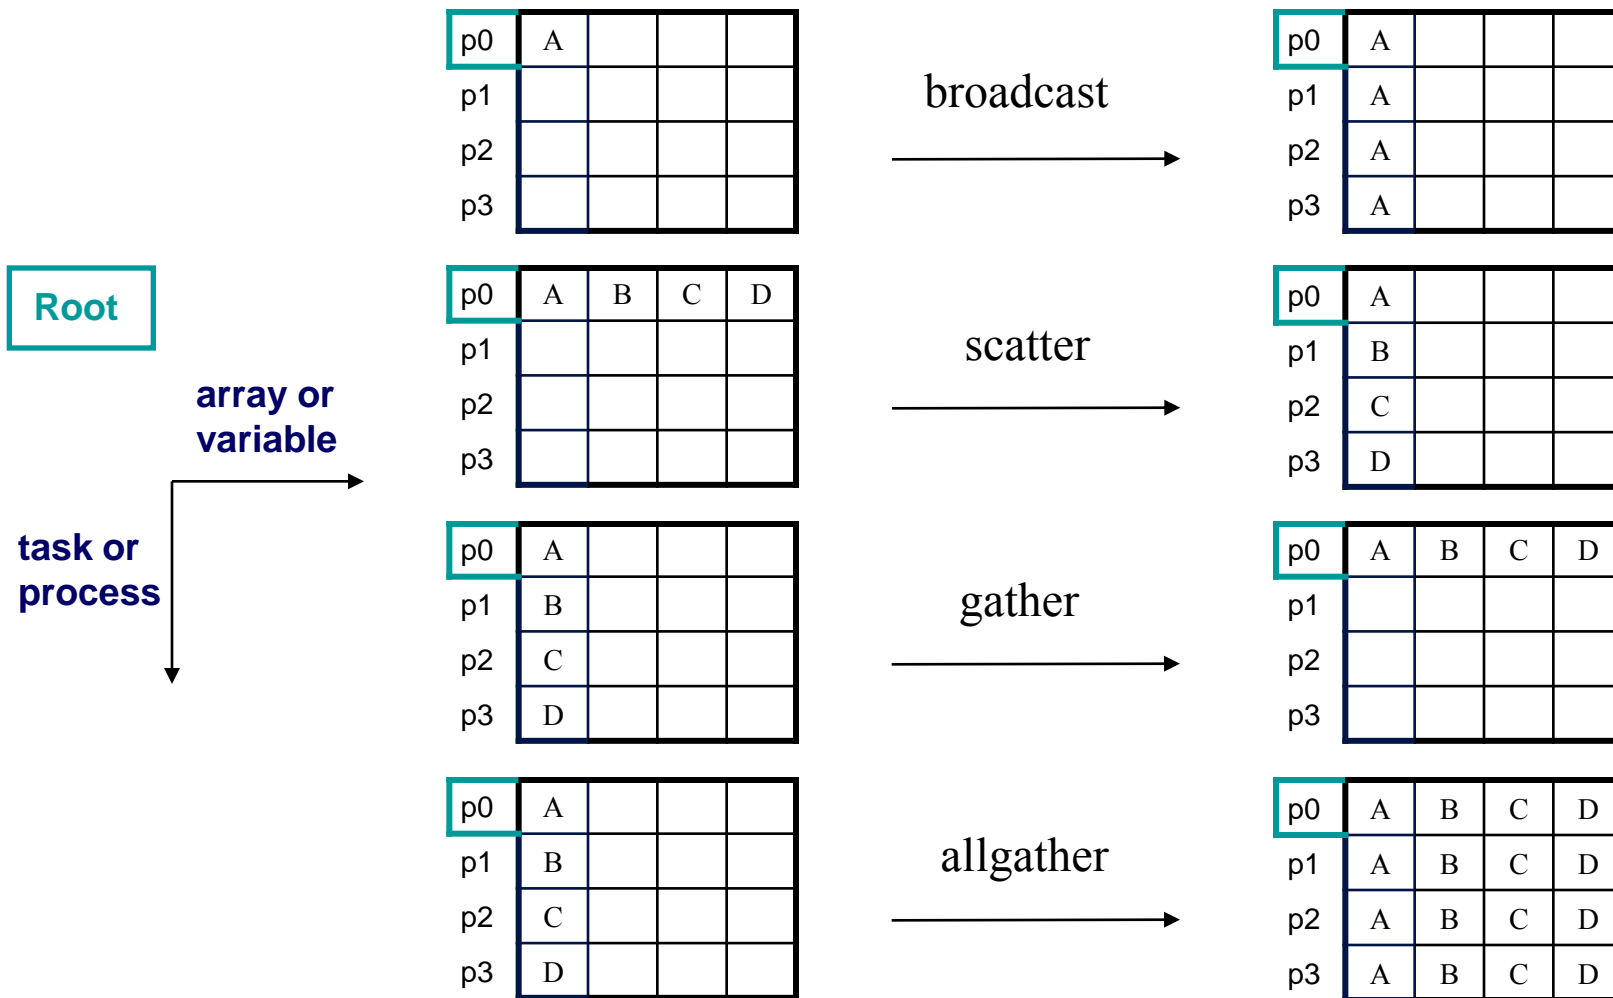 p0 A
p1
p2
p3
broadcast
p0 A
p1 A
p2 A
p3 A
Root
array or
variable
task or
process
p0 A B C D
p1
p2
p3
scatter
p0 A
p1 B
p2 C
p3 D
p0 A
p1 B
p2 C
p3 D
gather
p0 A B C D
p1
p2
p3
p0 A
p1 B
p2 C
p3 D
allgather
p0 A B C D
p1 A B C D
p2 A B C D
p3 A B C D